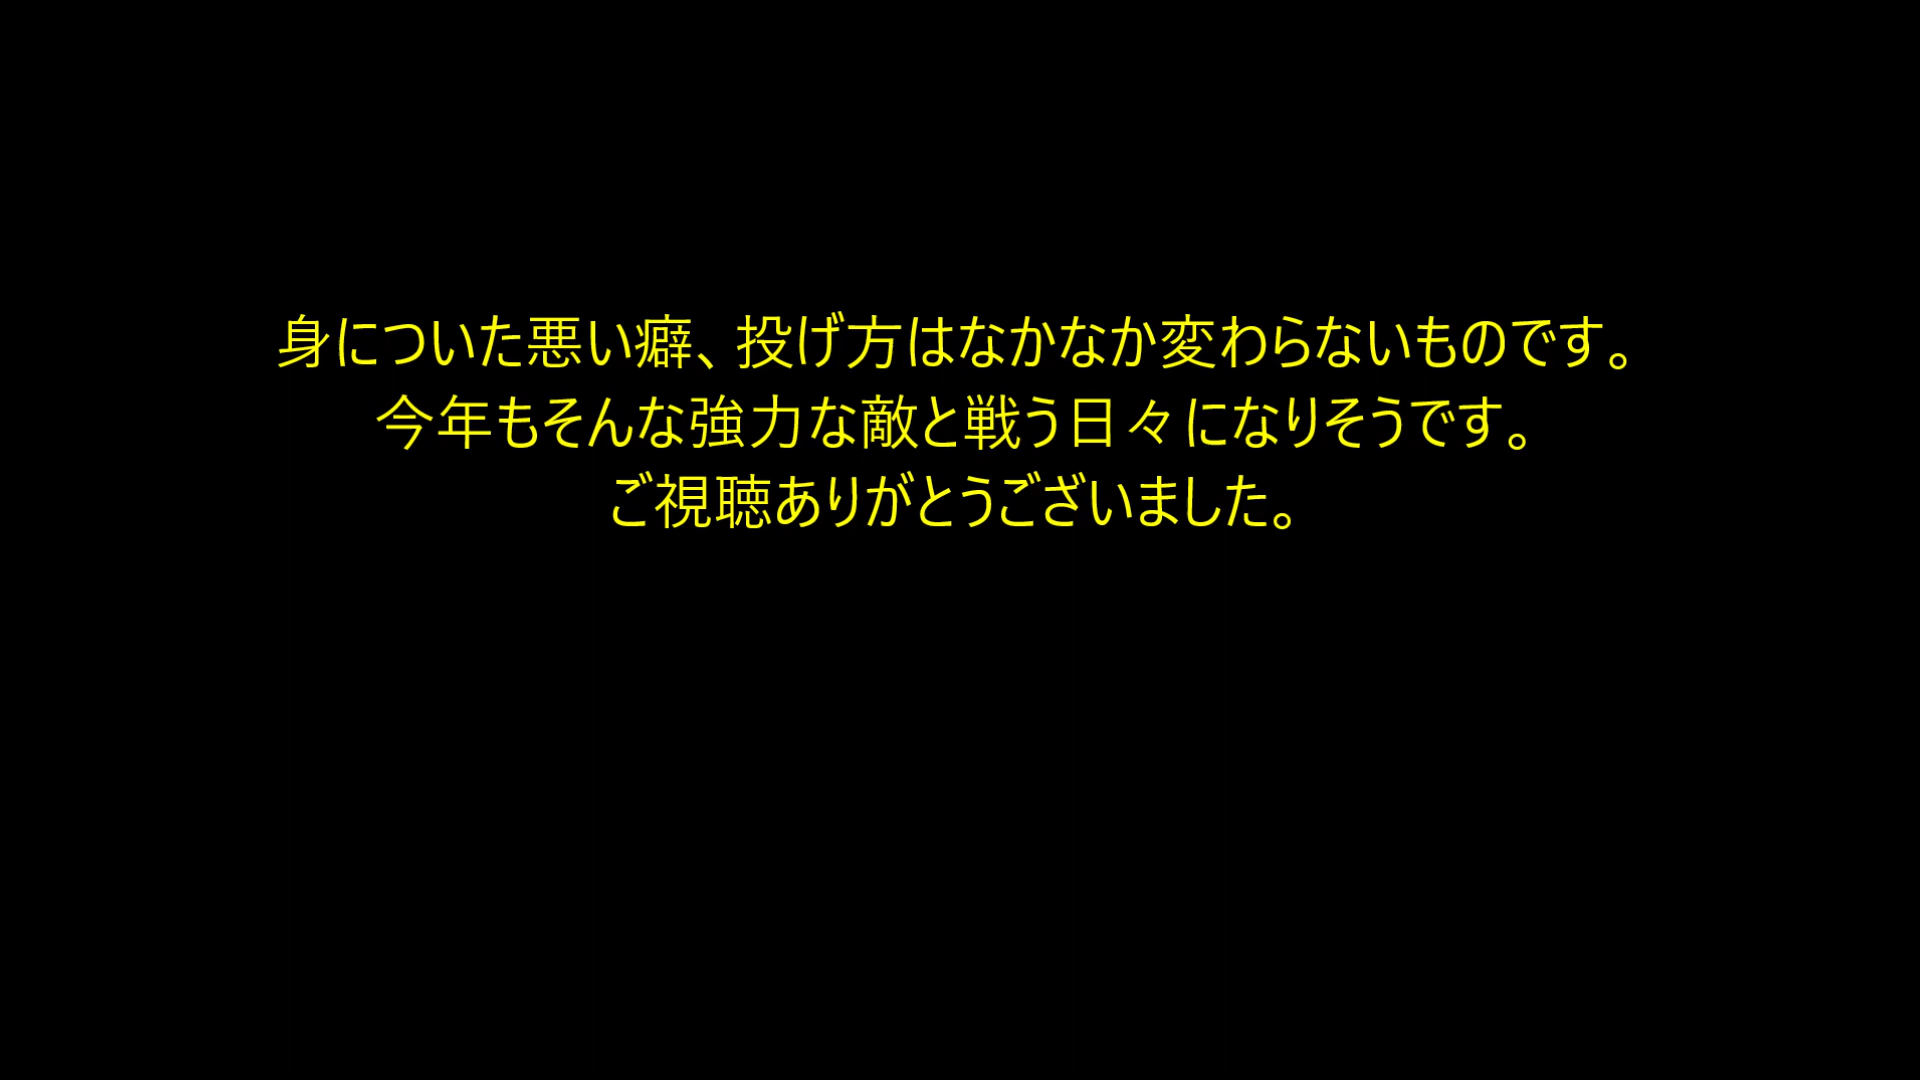 身についた悪い癖、投げ方はなかなか変わらないものです。
今年もそんな強力な敵と戦う日々になりそうです。
ご視聴ありがとうございました。